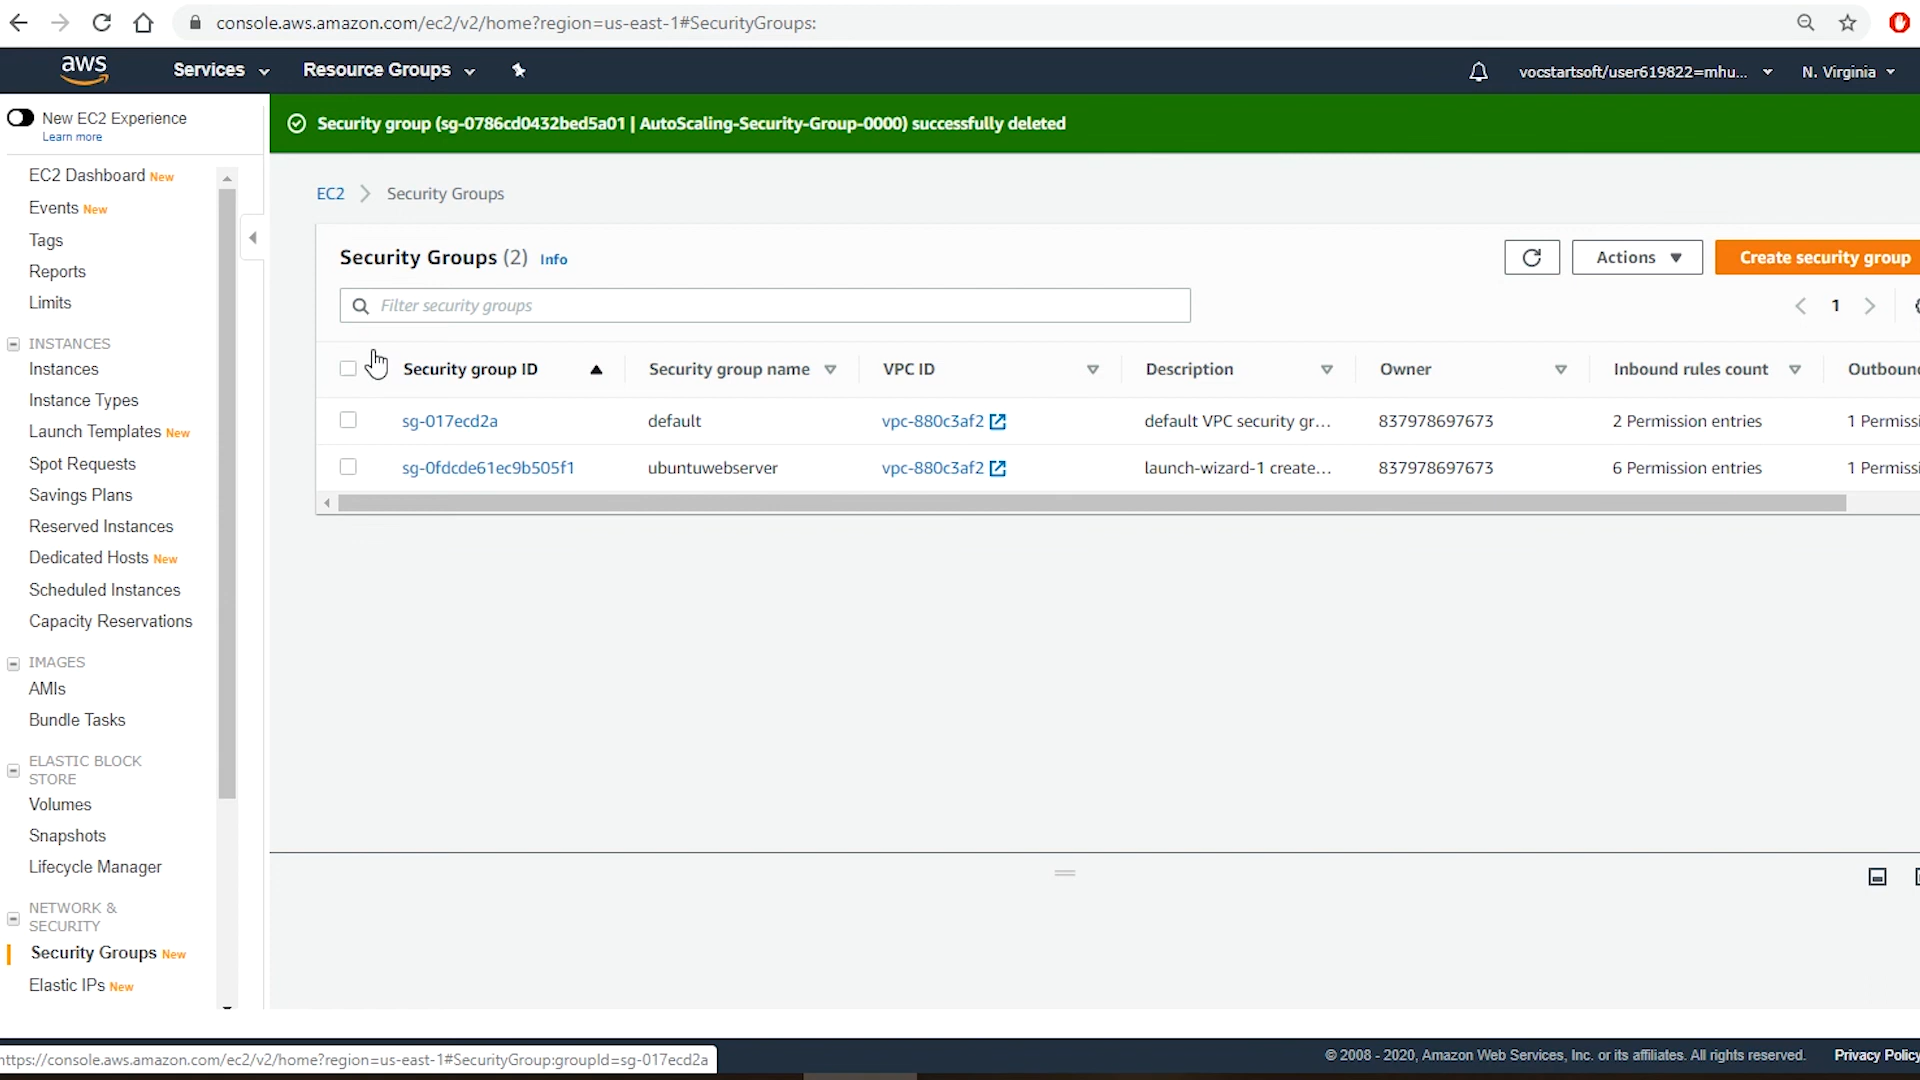 console.aws.amazon.com/ec2/v2/home?region=us-east-1#SecurityGroups:
aws
Services
Resource Groups
vocstartsoft/user619822=mhu...
N. Virginia
New EC2 Experience
Learn more
Security group (sg-0786cd0432bed5a01 | AutoScaling-Security-Group-0000) successfully deleted
EC2 Dashboard New
Events New
Tags
Reports
Limits
INSTANCES
Instances
Instance Types
Launch Templates New
Spot Requests
Savings Plans
Reserved Instances
Dedicated Hosts New
Scheduled Instances
Capacity Reservations
IMAGES
AMIs
Bundle Tasks
ELASTIC BLOCK
STORE
Volumes
Snapshots
Lifecycle Manager
NETWORK &
SECURITY
Security Groups New
Elastic IPs New
EC2 > Security Groups
Security Groups (2) Info
Actions
Create security group
Filter security groups
1
Security group ID
Security group name
VPC ID
Description
Owner
Inbound rules count
Outboun
sg-017ecd2a default vpc-880c3af2 default VPC security gr... 837978697673 2 Permission entries 1 Permissi
sg-0fdcde61ec9b505f1 ubuntuwebserver vpc-880c3af2 launch-wizard-1 create... 837978697673 6 Permission entries 1 Permissi
https://console.aws.amazon.com/ec2/v2/home?region=us-east-1#SecurityGroup:groupId=sg-017ecd2a
© 2008 - 2020, Amazon Web Services, Inc. or its affiliates. All rights reserved.
Privacy Policy